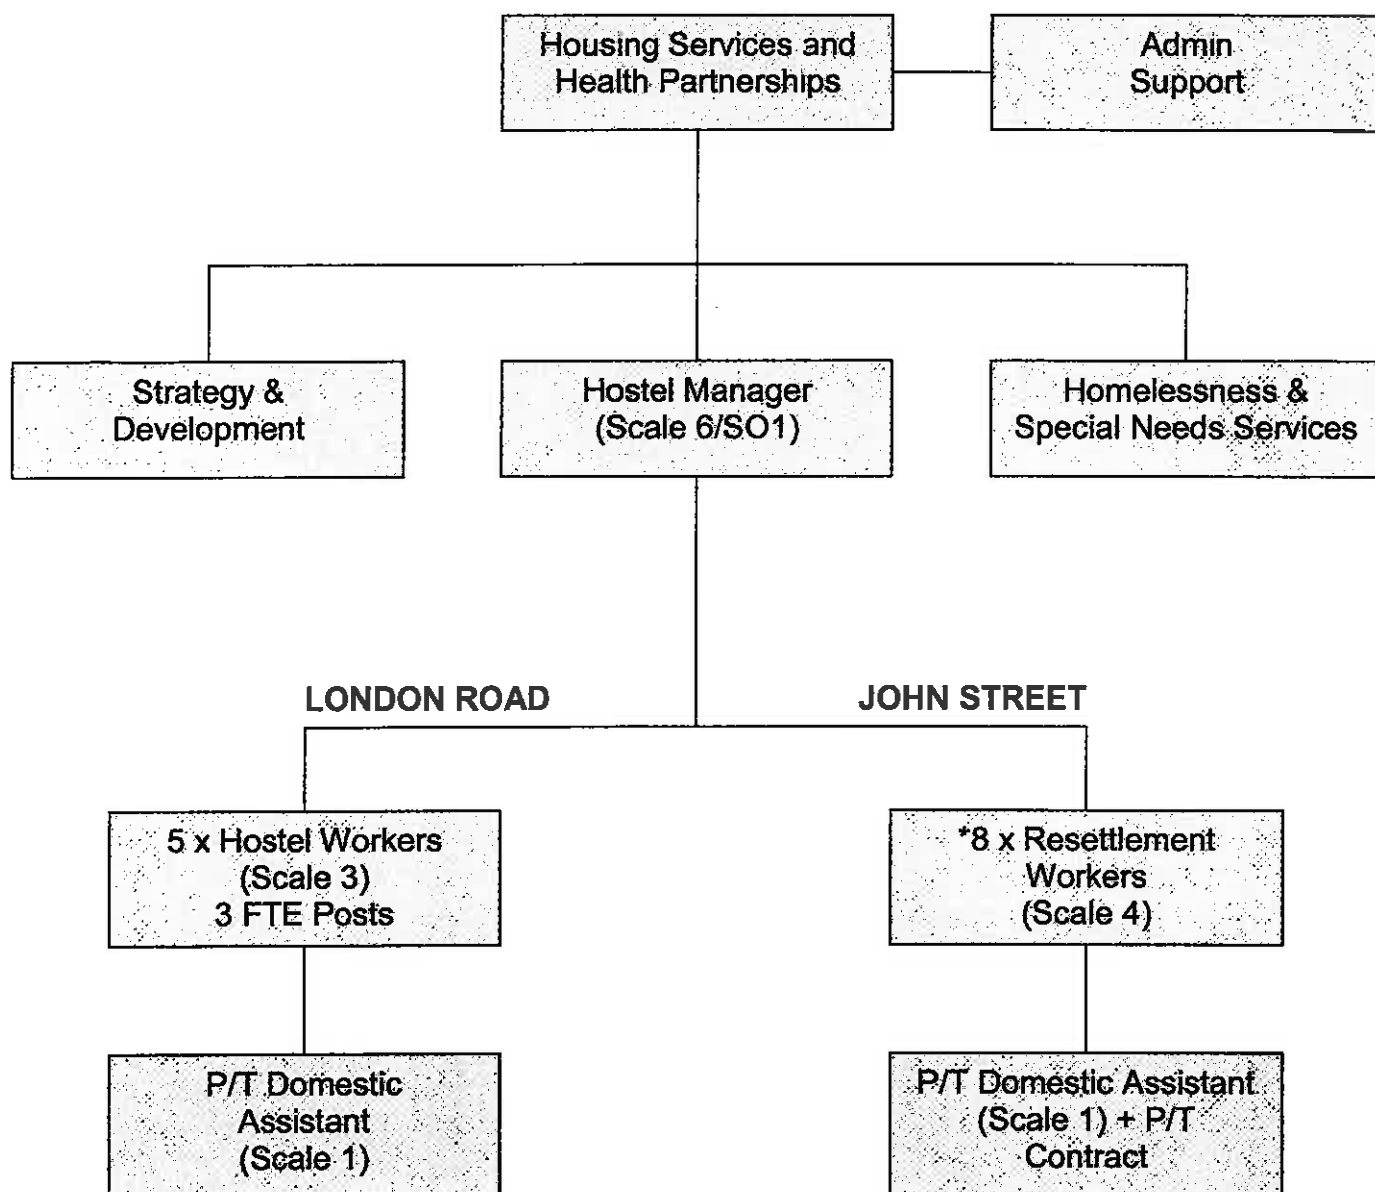 Housing Services and
Health Partnerships
Admin
Support
Strategy &
Development
Hostel Manager
(Scale 6/SO1)
Homelessness &
Special Needs Services
LONDON ROAD
JOHN STREET
5 x Hostel Workers
(Scale 3)
3 FTE Posts
*8 x Resettlement
Workers
(Scale 4)
P/T Domestic
Assistant
(Scale 1)
P/T Domestic Assistant
(Scale 1) + P/T
Contract